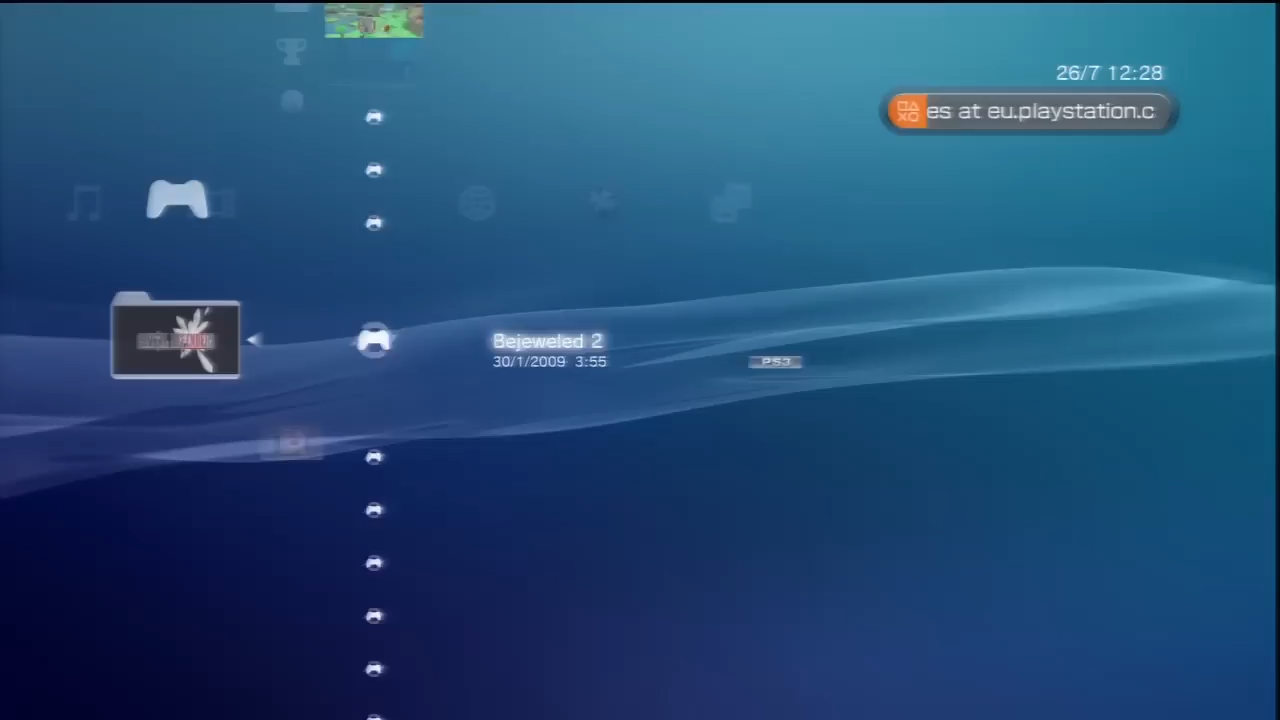 26/7 12:28
es at eu.playstation.c
Bejeweled 2
30/1/2009 3:55
PS3